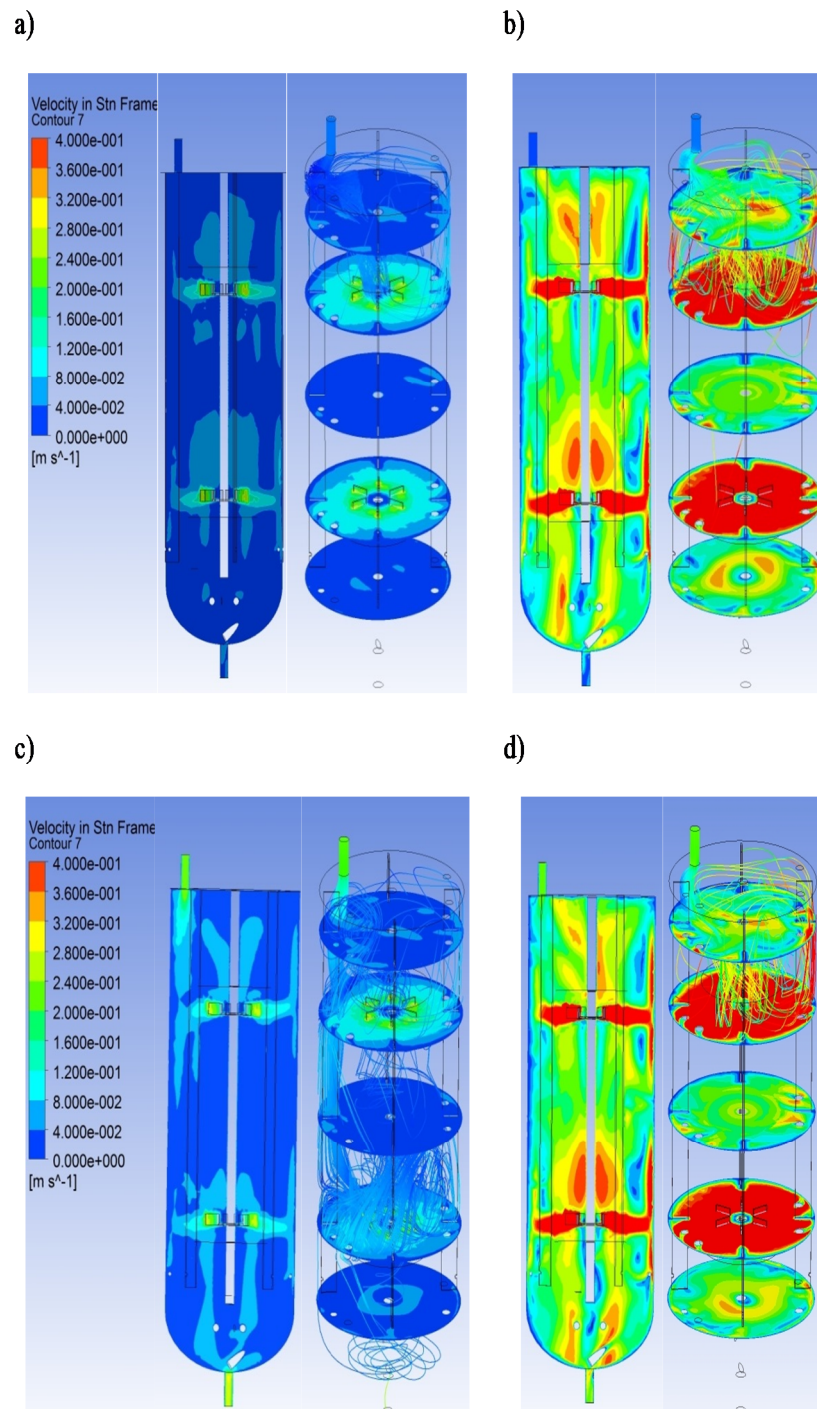 a)
b)
Velocity in Stn Frame
Contour 7
4.000e-001
3.600e-001
3.200e-001
2.800e-001
2.400e-001
2.000e-001
1.600e-001
1.200e-001
8.000e-002
4.000e-002
0.000e+000
[m s^-1]
c)
d)
Velocity in Stn Frame
Contour 7
4.000e-001
3.600e-001
3.200e-001
2.800e-001
2.400e-001
2.000e-001
1.600e-001
1.200e-001
8.000e-002
4.000e-002
0.000e+000
[m s^-1]